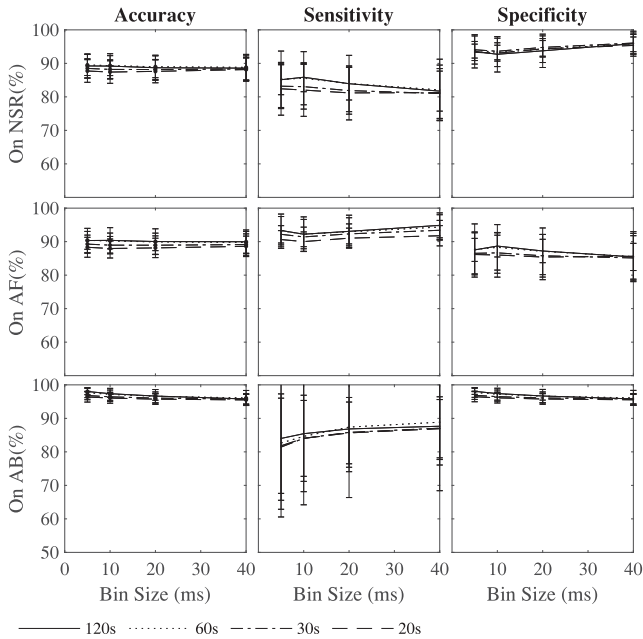 Accuracy Sensitivity Specificity
On NSR(%)
100
90
80
70
60
On AF(%)
100
90
80
70
60
On AB(%)
100
90
80
70
60
50
0 10 20 30 40 10 20 30 40 10 20 30 40
Bin Size (ms) Bin Size (ms) Bin Size (ms)
120s 60s 30s 20s